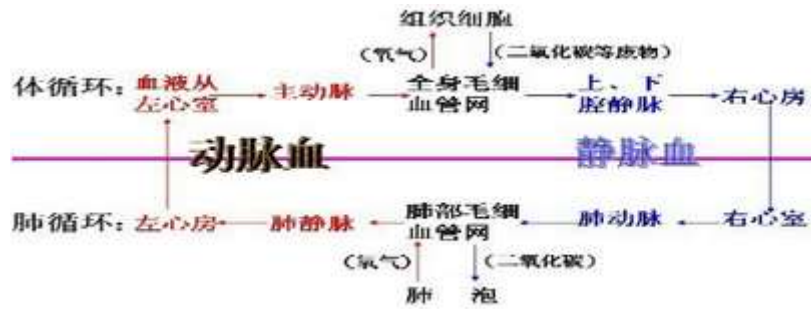 组织细胞
（氧气） （二氧化碳等废物）
体循环： 血液从 主动脉 全身毛细 上、下 右心房
左心室 血管网 腔静脉
动脉血 静脉血
肺循环： 左心房 肺静脉 肺部毛细 肺动脉 右心室
血管网
（氧气） （二氧化碳）
肺 泡